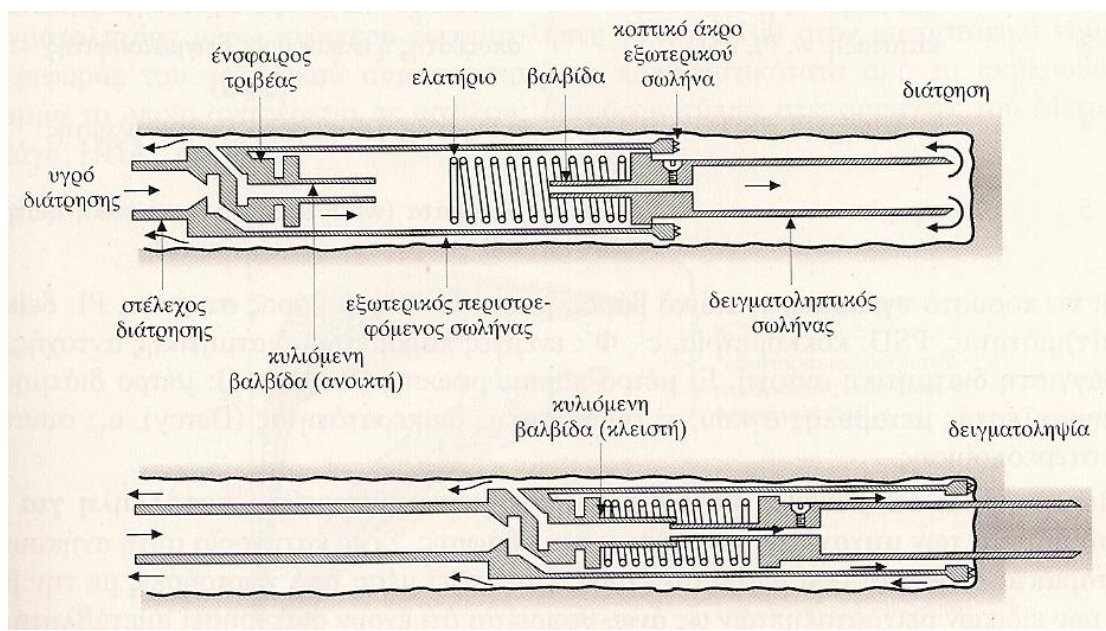 ένσφαιρος
τριβέας
ελατήριο
βαλβίδα
κοπτικό άκρο
εξωτερικού
σωλήνα
διάτρηση
υγρό
διάτρησης
στέλεχος
διάτρησης
κυλιόμενη
βαλβίδα (ανοικτή)
εξωτερικός περιστρε-
φόμενος σωλήνας
δειγματοληπτικός
σωλήνας
κυλιόμενη
βαλβίδα (κλειστή)
δειγματοληψία